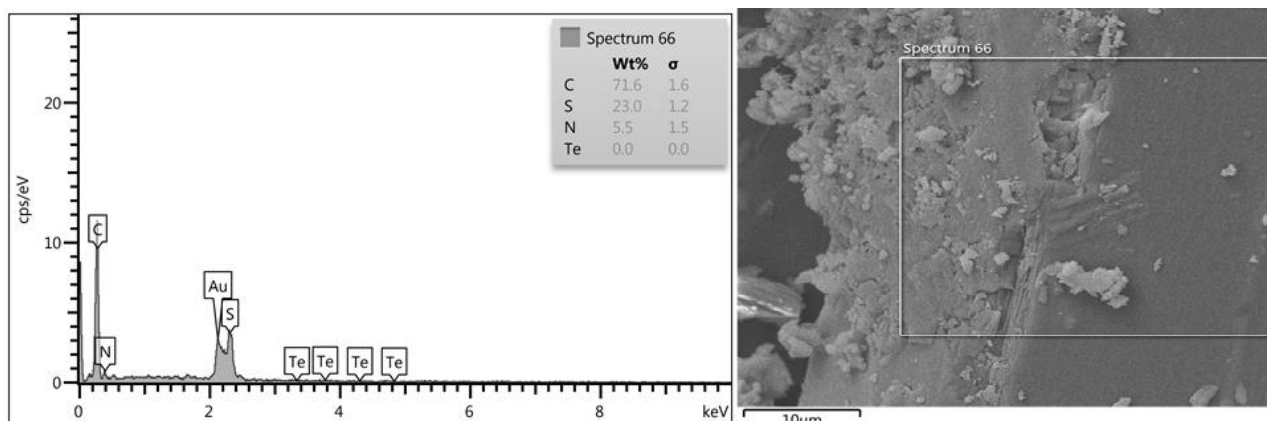 Spectrum 66
Wt% σ
C 71.6 1.6
S 23.0 1.2
N 5.5 1.5
Te 0.0 0.0
cps/eV
20
10
0
C
N
Au
S
Te
Te
Te
Te
0 2 4 6 8 keV
Spectrum 66
10µm